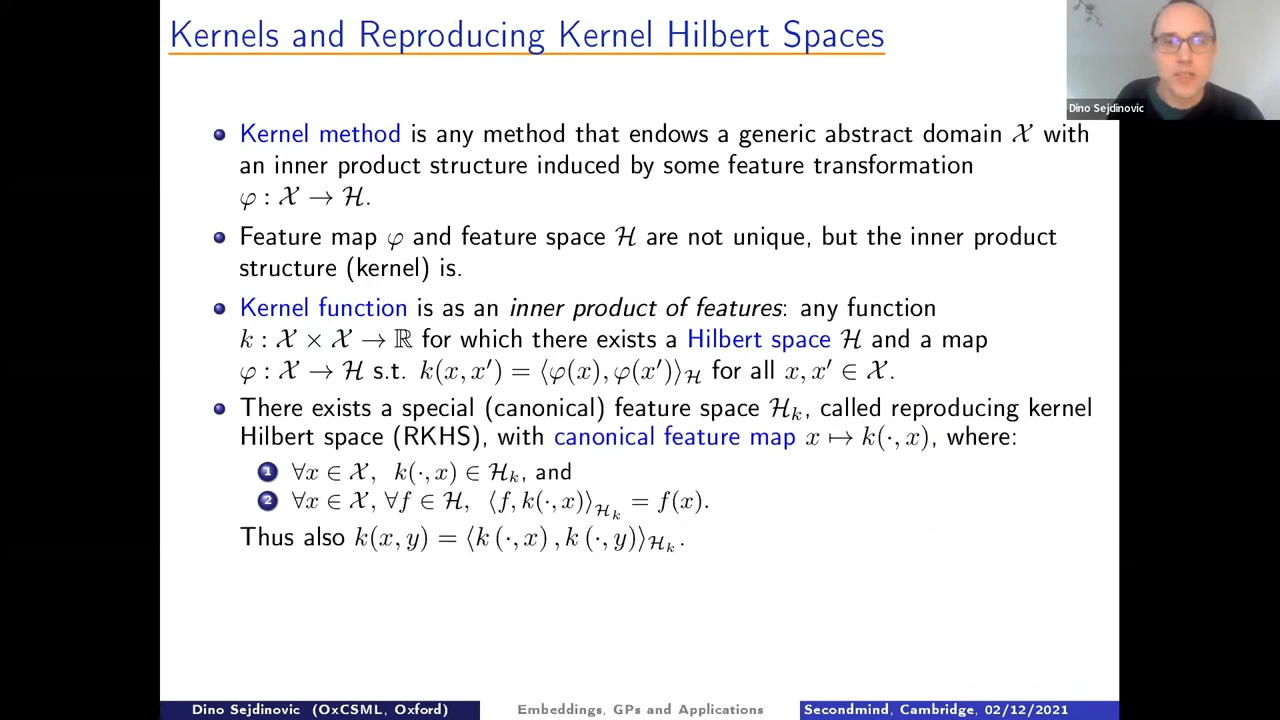 Kernels and Reproducing Kernel Hilbert Spaces
Dino Sejdinovic
Kernel method is any method that endows a generic abstract domain 𝒳 with
an inner product structure induced by some feature transformation
φ : 𝒳 → ℋ.
Feature map φ and feature space ℋ are not unique, but the inner product
structure (kernel) is.
Kernel function is as an inner product of features: any function
k : 𝒳 × 𝒳 → ℝ for which there exists a Hilbert space ℋ and a map
φ : 𝒳 → ℋ s.t. k(x, x′) = ⟨φ(x), φ(x′)⟩_ℋ for all x, x′ ∈ 𝒳.
There exists a special (canonical) feature space ℋ_k, called reproducing kernel
Hilbert space (RKHS), with canonical feature map x ↦ k(·, x), where:
1 ∀x ∈ 𝒳, k(·, x) ∈ ℋ_k, and
2 ∀x ∈ 𝒳, ∀f ∈ ℋ, ⟨f, k(·, x)⟩_ℋ_k = f(x).
Thus also k(x, y) = ⟨k (·, x) , k (·, y)⟩_ℋ_k .
Dino Sejdinovic (OxCSML, Oxford)
Embeddings, GPs and Applications
Secondmind, Cambridge, 02/12/2021